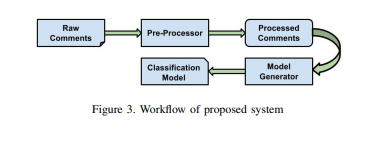 Raw
Comments
Pre-Processor
Processed
Comments
Model
Generator
Classification
Model
Figure 3. Workflow of proposed system